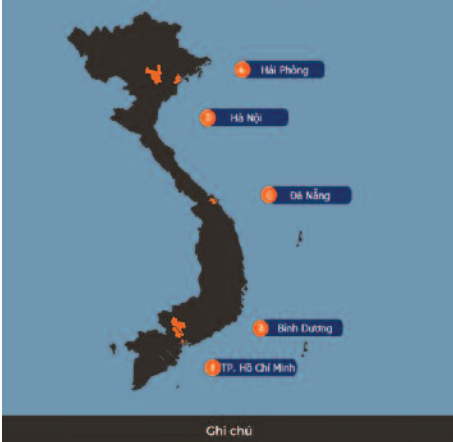 Hải Phòng
Hà Nội
Đà Nẵng
Bình Dương
TP. Hồ Chí Minh
Ghi chú